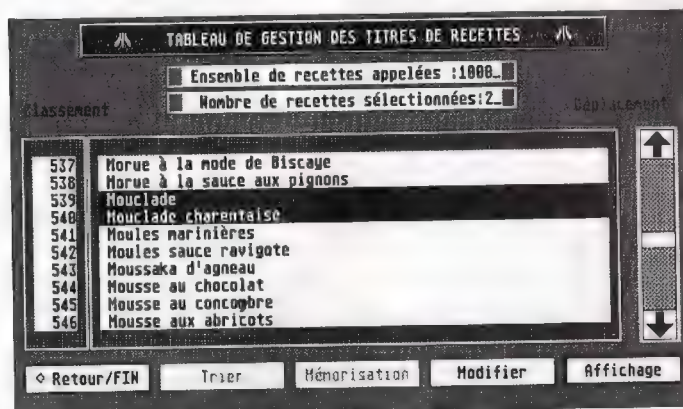 TABLEAU DE GESTION DES TITRES DE RECETTES
Ensemble de recettes appelées :1000_
Nombre de recettes sélectionnées:2_
Classement
Déplacement
537 Morue à la mode de Biscaye
538 Morue à la sauce aux pignons
539 Mouclade
540 Mouclade charentaise
541 Moules marinières
542 Moules sauce ravigote
543 Moussaka d'agneau
544 Mousse au chocolat
545 Mousse au concombre
546 Mousse aux abricots
◇ Retour/FIN Trier Mémorisation Modifier Affichage